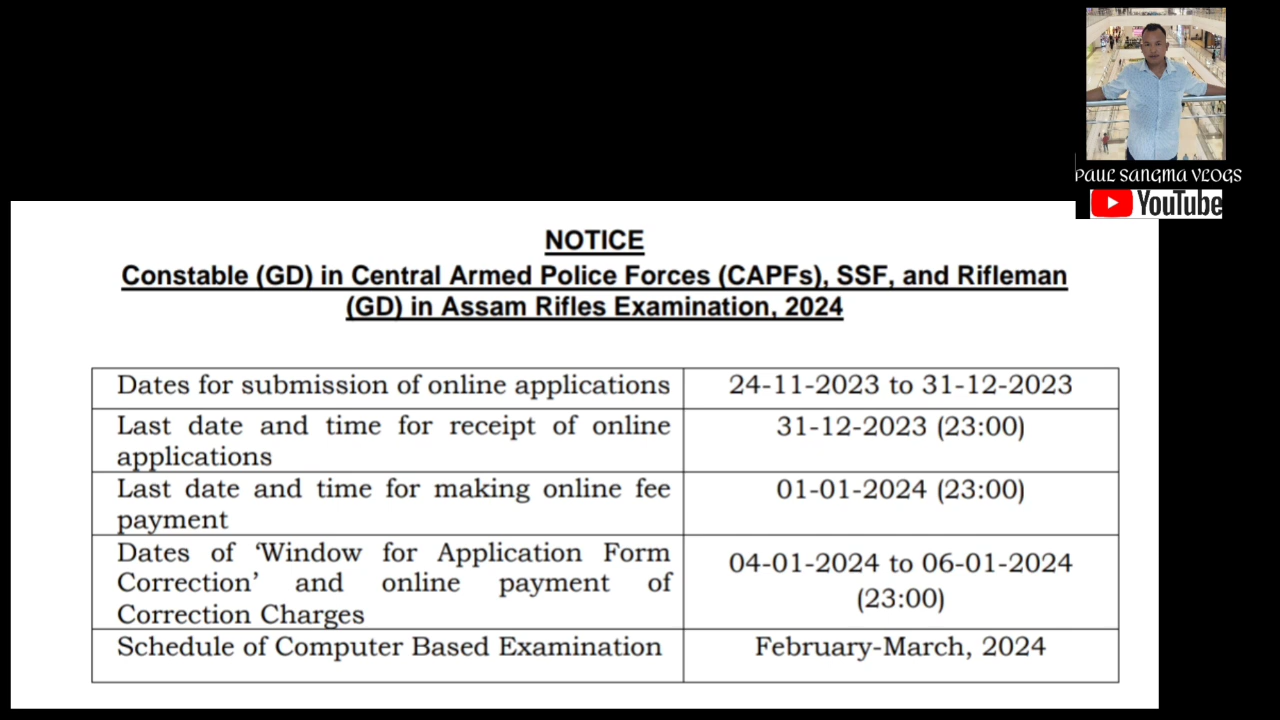 PAUL SANGMA VLOGS
YouTube
NOTICE
Constable (GD) in Central Armed Police Forces (CAPFs), SSF, and Rifleman
(GD) in Assam Rifles Examination, 2024
Dates for submission of online applications
24-11-2023 to 31-12-2023
Last date and time for receipt of online
applications
31-12-2023 (23:00)
Last date and time for making online fee
payment
01-01-2024 (23:00)
Dates of ‘Window for Application Form
Correction’ and online payment of
Correction Charges
04-01-2024 to 06-01-2024
(23:00)
Schedule of Computer Based Examination
February-March, 2024